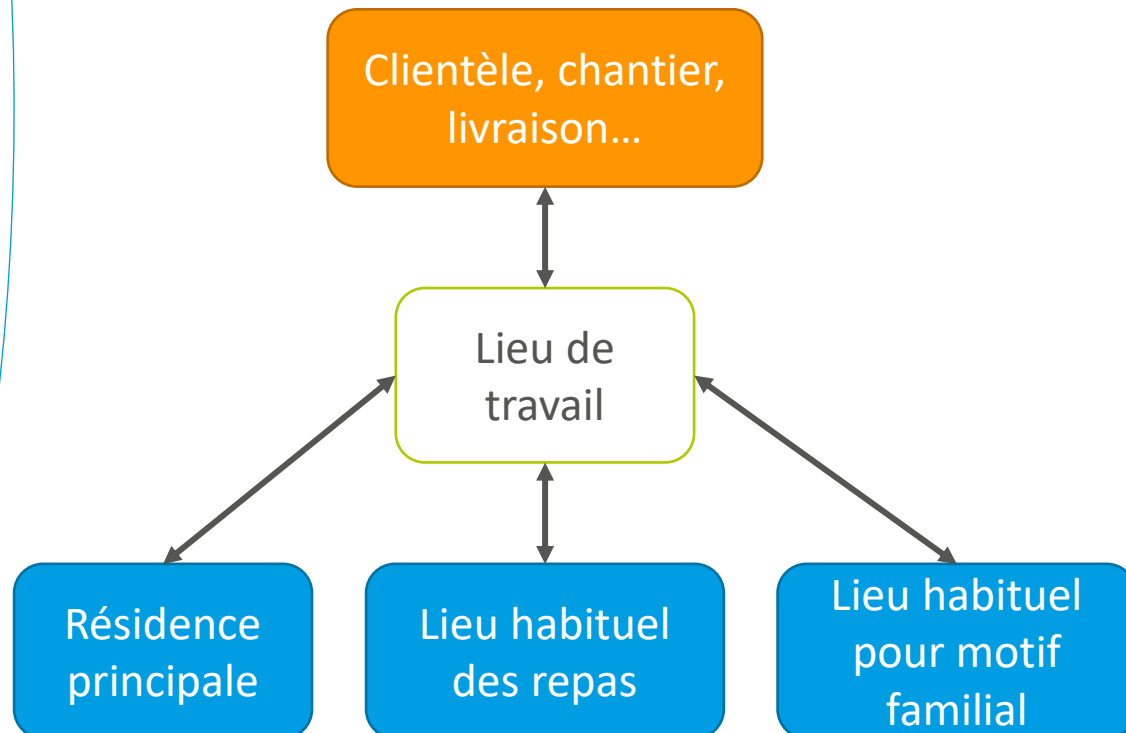 Clientèle, chantier,
livraison…
Lieu de
travail
Résidence
principale
Lieu habituel
des repas
Lieu habituel
pour motif
familial